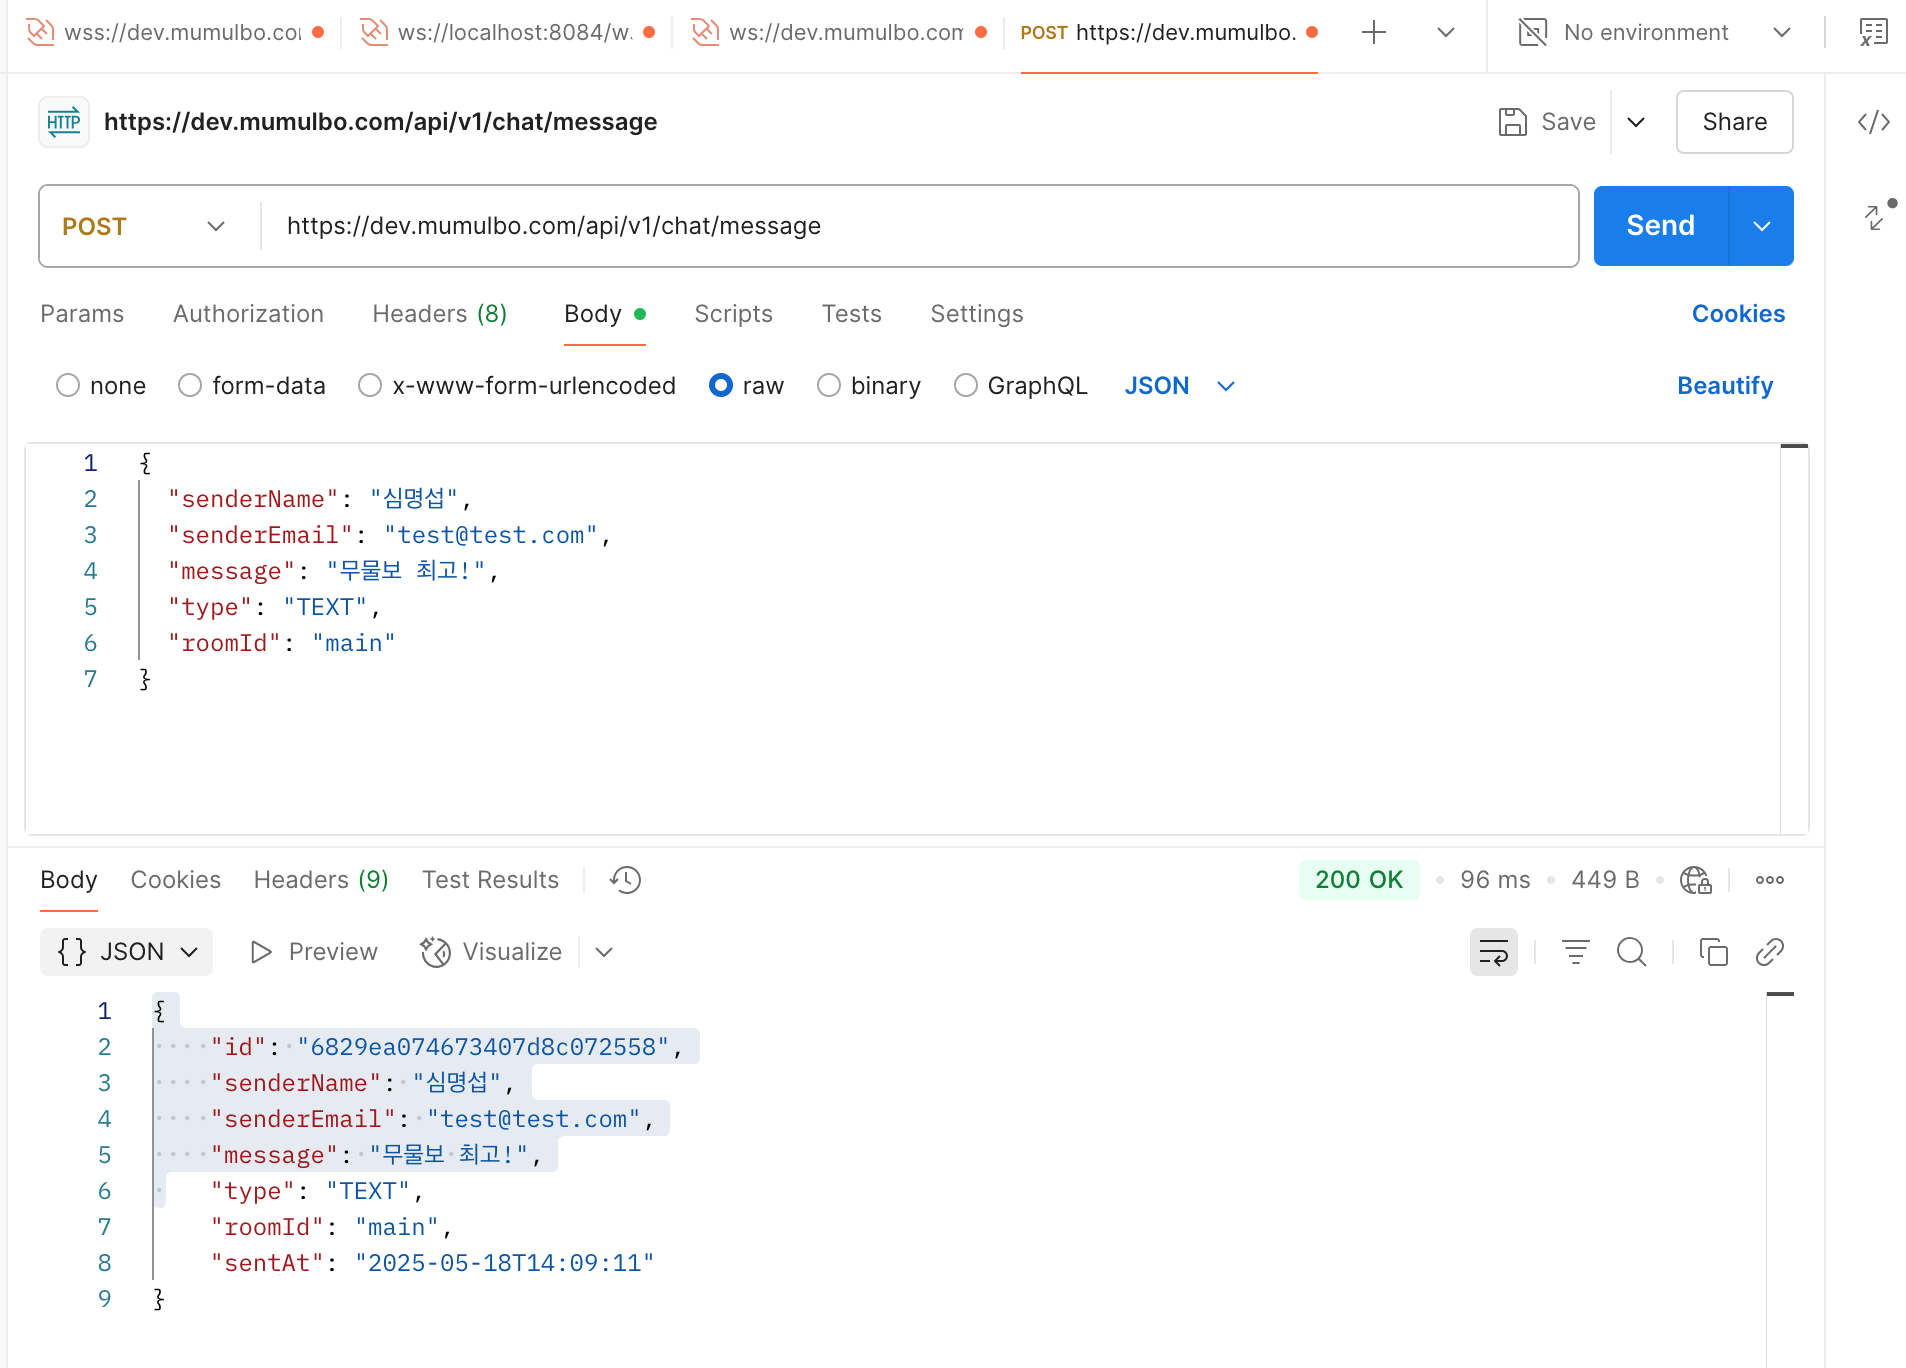 wss://dev.mumulbo.co
ws://localhost:8084/w.
ws://dev.mumulbo.com
POST https://dev.mumulbo.
No environment
HTTP https://dev.mumulbo.com/api/v1/chat/message
Save
Share
POST
https://dev.mumulbo.com/api/v1/chat/message
Send
Params Authorization Headers (8) Body Scripts Tests Settings Cookies
none form-data x-www-form-urlencoded raw binary GraphQL JSON Beautify
1 {
2 "senderName": "심명섭",
3 "senderEmail": "test@test.com",
4 "message": "무물보 최고!",
5 "type": "TEXT",
6 "roomId": "main"
7 }
Body Cookies Headers (9) Test Results 200 OK 96 ms 449 B
{} JSON Preview Visualize
1 {
2 "id": "6829ea074673407d8c072558",
3 "senderName": "심명섭",
4 "senderEmail": "test@test.com",
5 "message": "무물보 최고!",
6 "type": "TEXT",
7 "roomId": "main",
8 "sentAt": "2025-05-18T14:09:11"
9 }